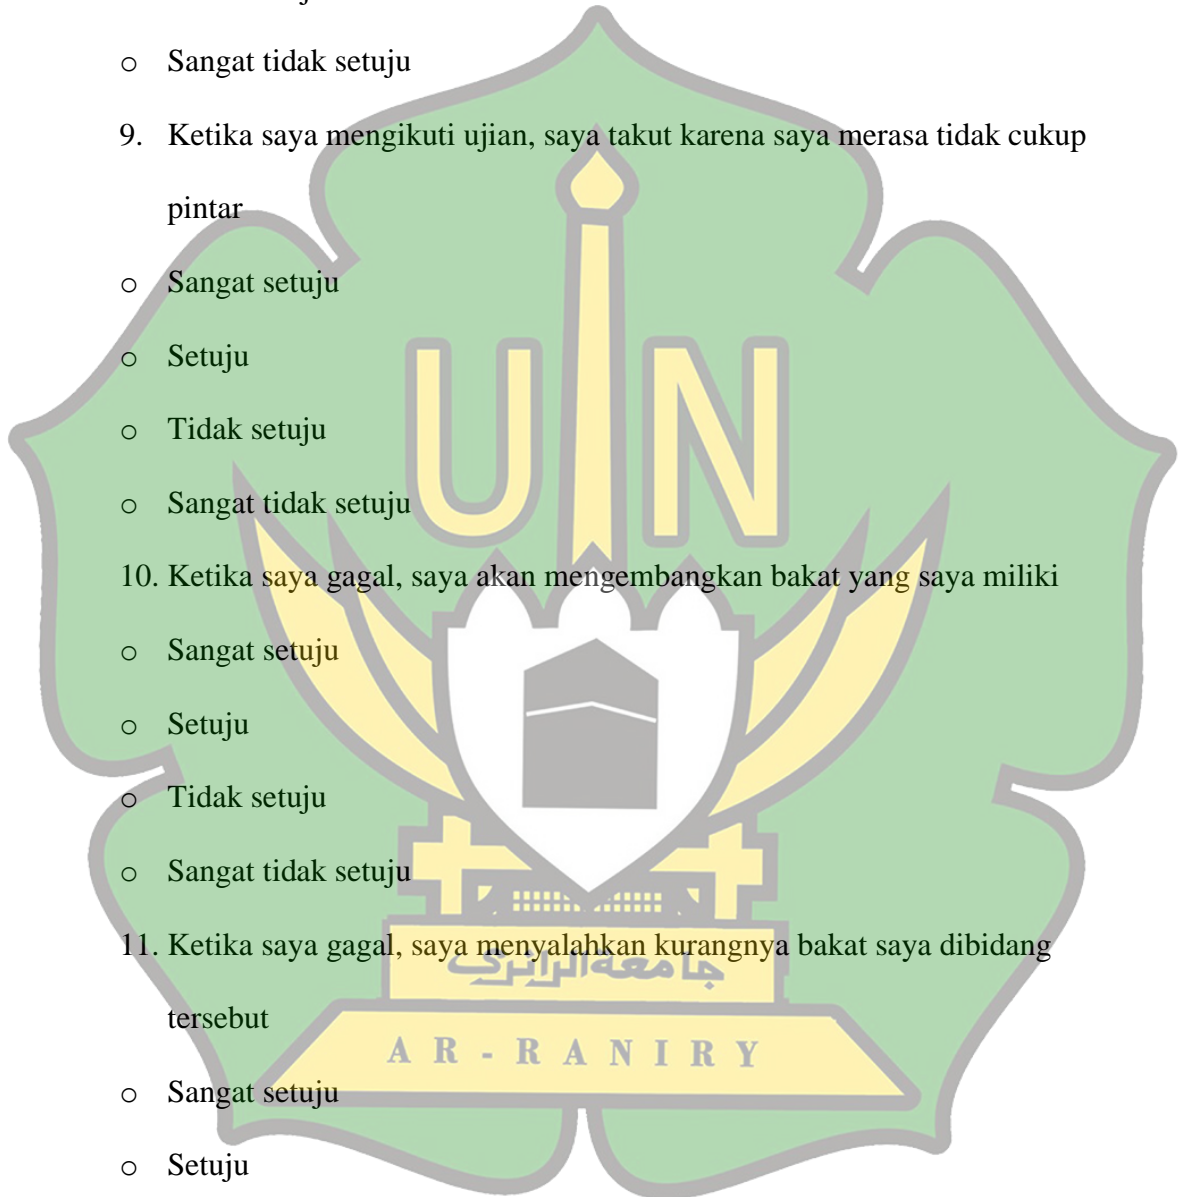 o Sangat tidak setuju
9. Ketika saya mengikuti ujian, saya takut karena saya merasa tidak cukup
pintar
o Sangat setuju
o Setuju
o Tidak setuju
o Sangat tidak setuju
10. Ketika saya gagal, saya akan mengembangkan bakat yang saya miliki
o Sangat setuju
o Setuju
o Tidak setuju
o Sangat tidak setuju
11. Ketika saya gagal, saya menyalahkan kurangnya bakat saya dibidang
tersebut
o Sangat setuju
o Setuju
UIN
جامعة الرانري
AR-RANIRY